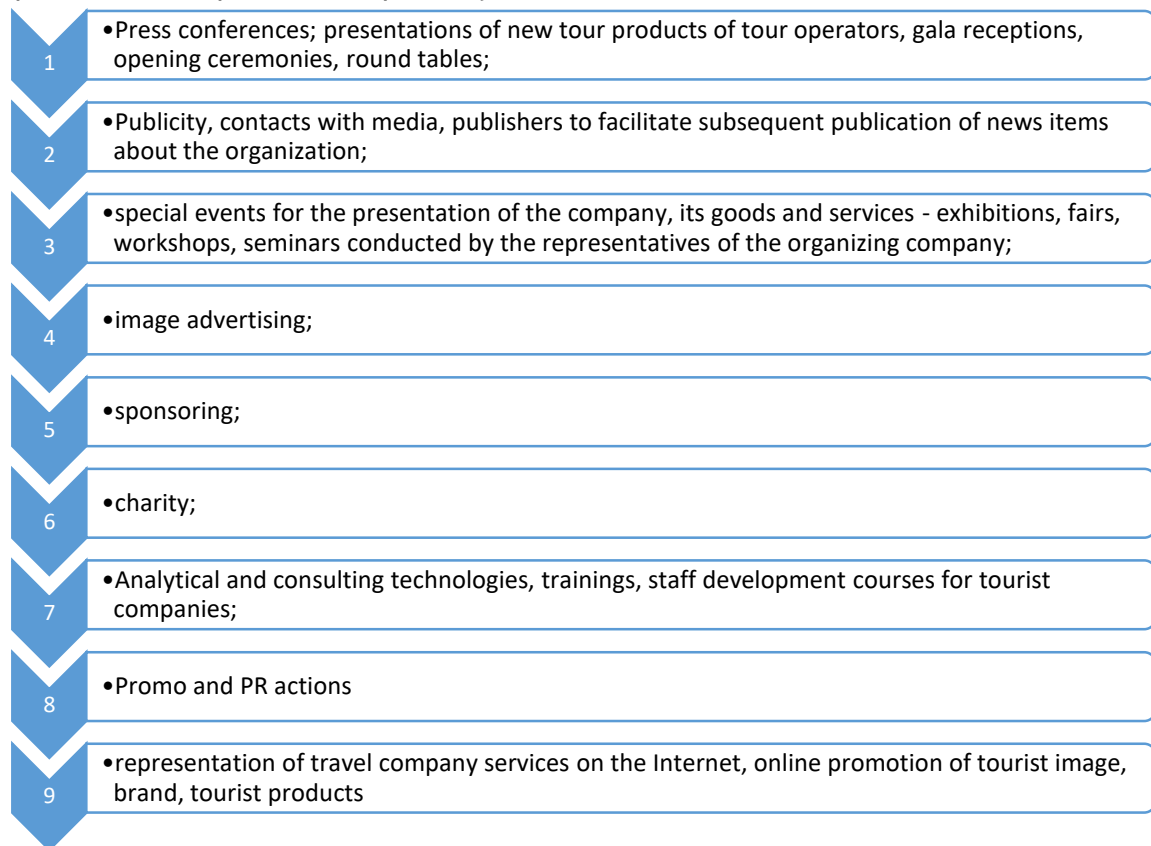 1
•Press conferences; presentations of new tour products of tour operators, gala receptions,
opening ceremonies, round tables;
2
•Publicity, contacts with media, publishers to facilitate subsequent publication of news items
about the organization;
3
•special events for the presentation of the company, its goods and services - exhibitions, fairs,
workshops, seminars conducted by the representatives of the organizing company;
4
•image advertising;
5
•sponsoring;
6
•charity;
7
•Analytical and consulting technologies, trainings, staff development courses for tourist
companies;
8
•Promo and PR actions
9
•representation of travel company services on the Internet, online promotion of tourist image,
brand, tourist products